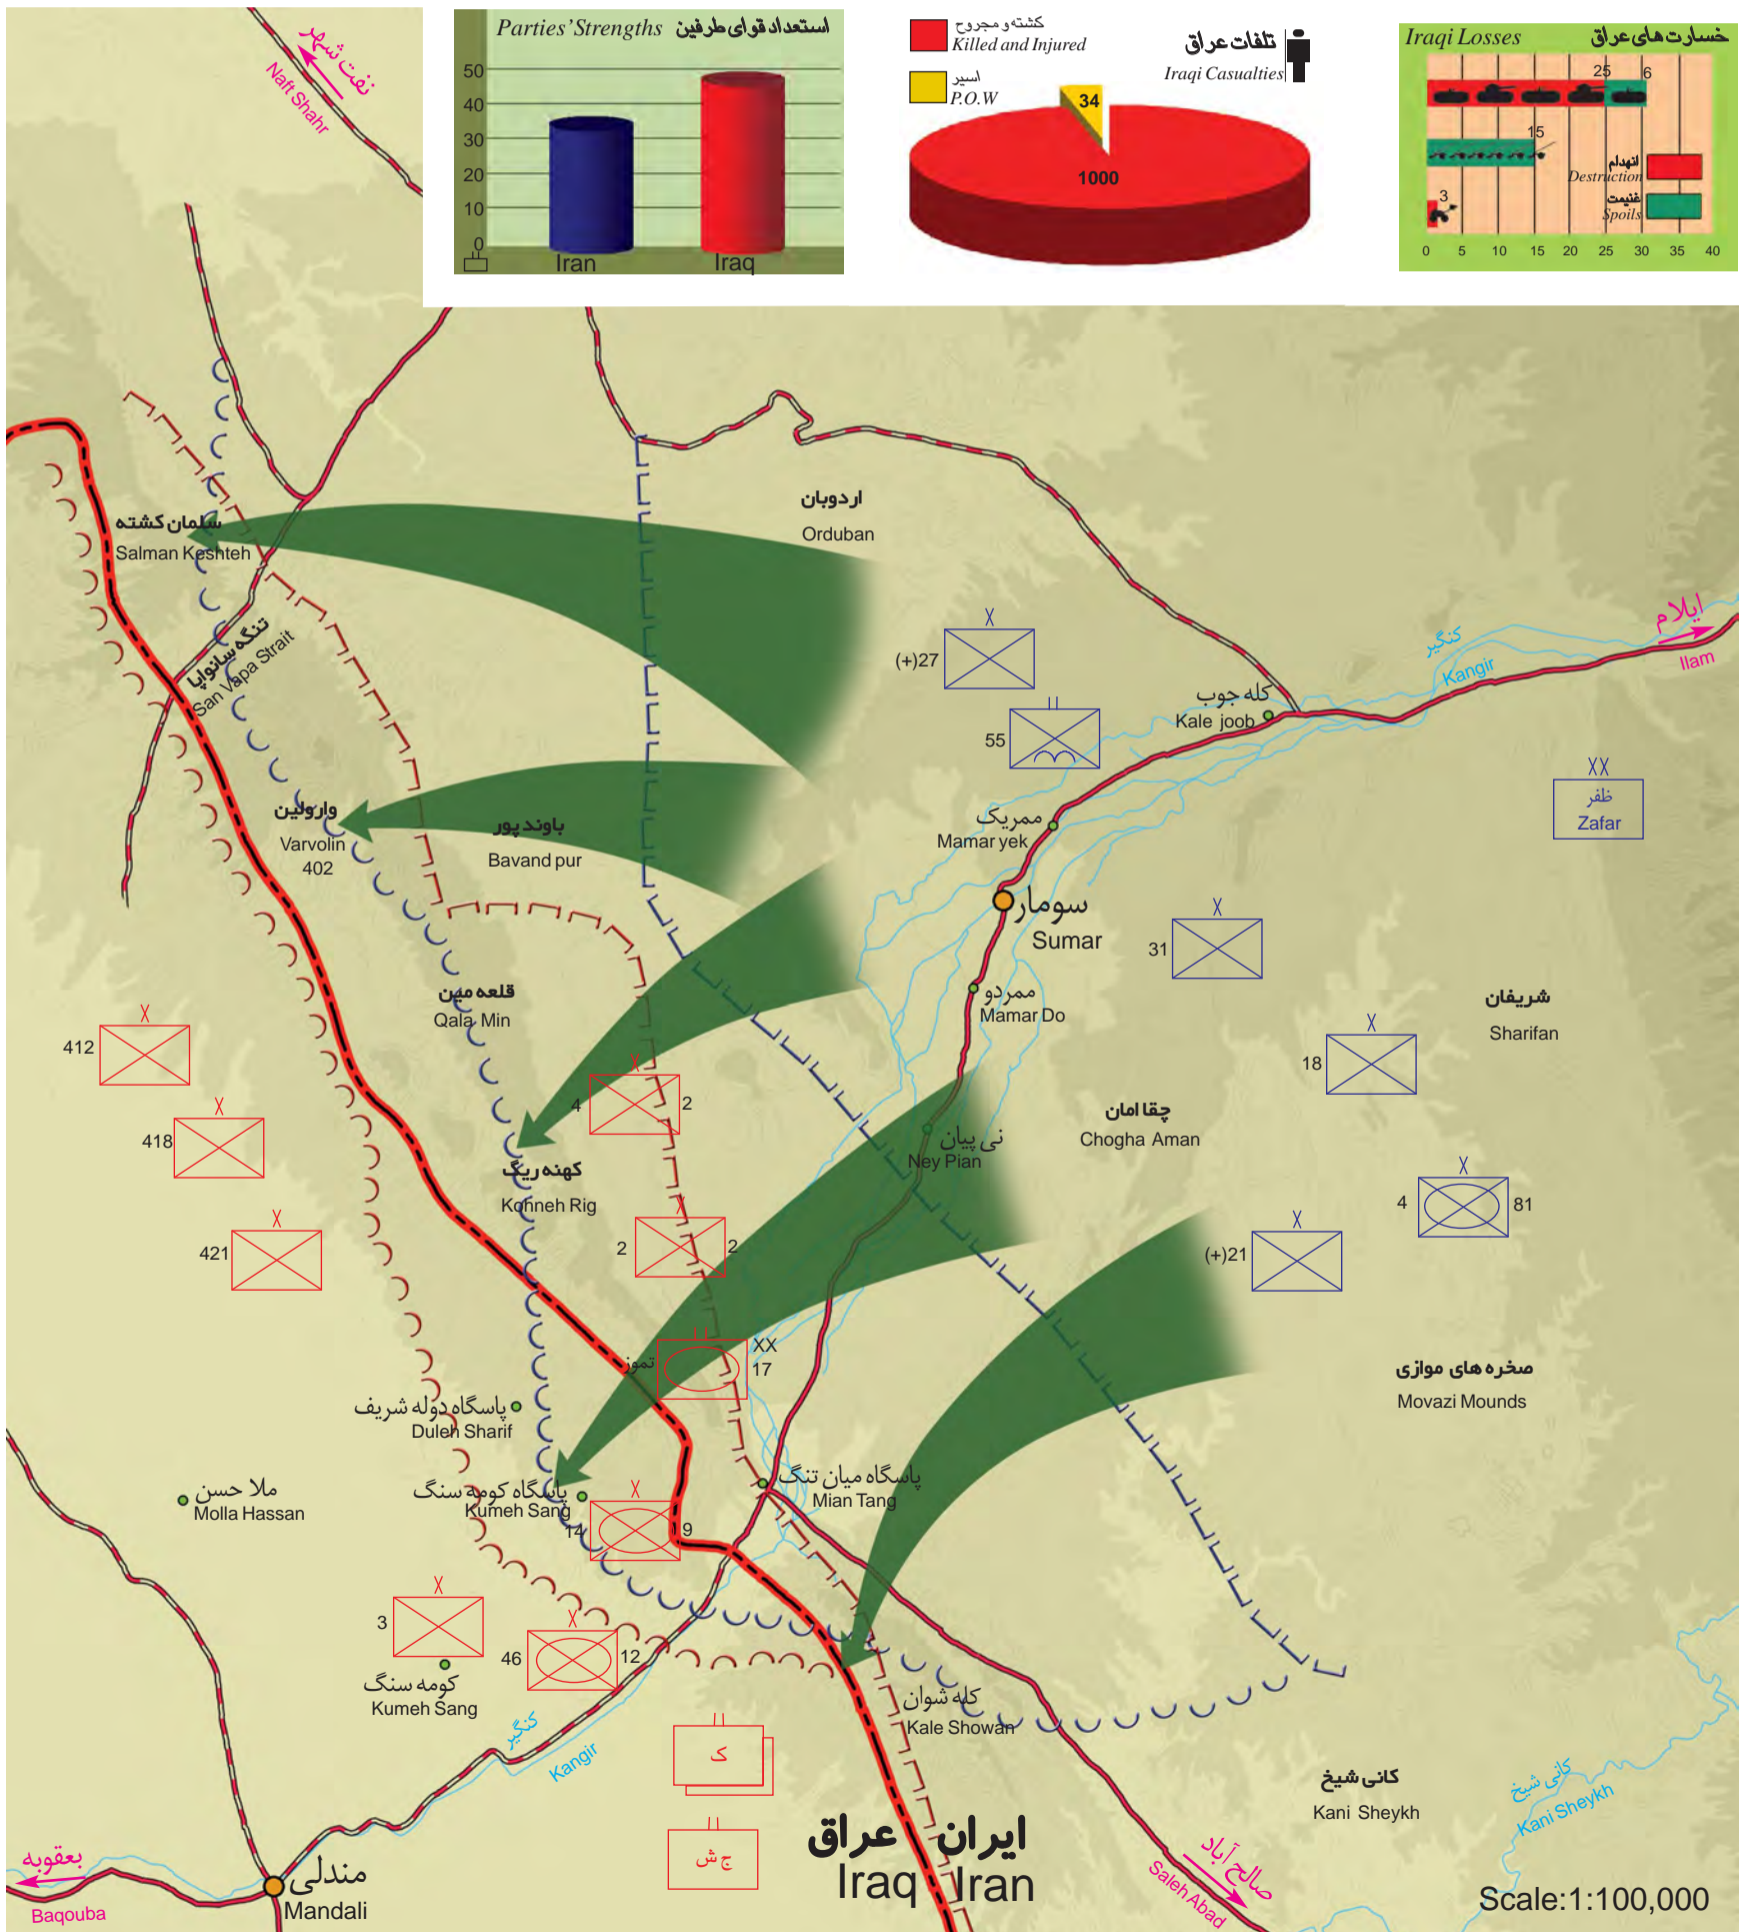 نفت شهر
Naft Shahr
Parties' Strengths استعداد قوای طرفین
50
40
30
20
10
0
Iran
Iraq
کشته و مجروح
Killed and Injured
اسیر
P.O.W
تلفات عراق
Iraqi Casualties
34
1000
Iraqi Losses خسارت های عراق
25
6
15
3
انهدام
Destruction
غنیمت
Spoils
0 5 10 15 20 25 30 35 40
اردوبان
Orduban
سلمان کشته
Salman Keshteh
تنگه سانواپا
San Vapa Strait
X
(+)27
55
کله جوب
Kale joob
کنگیر
Kangir
ایلام
Ilam
XX
ظفر
Zafar
وارولین
Varvolin
402
باوند پور
Bavand pur
ممریک
Mamar yek
سومار
Sumar
X
31
ممردو
Mamar Do
شریفان
Sharifan
قلعه مین
Qala Min
X
412
X
418
X
421
X
4 2
X
18
چقا امان
Chogha Aman
نی پیان
Ney Pian
کهنه ریگ
Kohneh Rig
X
4 81
X
(+)21
X
2 2
تموز
XX
17
صخره های موازی
Movazi Mounds
پاسگاه دوله شریف
Duleh Sharif
ملا حسن
Molla Hassan
پاسگاه کومه سنگ
Kumeh Sang
پاسگاه میان تنگ
Mian Tang
X
14 9
X
3
X
46 12
کومه سنگ
Kumeh Sang
کله شوان
Kale Showan
کنگیر
Kangir
ک
ج ش
کانی شیخ
Kani Sheykh
کانی شیخ
Kani Sheykh
عراق ایران
Iraq Iran
صالح آباد
Saleh Abad
مندلی
Mandali
بعقوبه
Baqouba
Scale:1:100,000